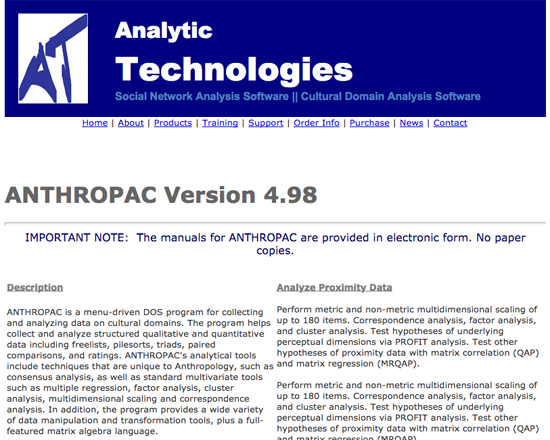 AT
Analytic
Technologies
Social Network Analysis Software || Cultural Domain Analysis Software
Home | About | Products | Training | Support | Order Info | Purchase | News | Contact
ANTHROPAC Version 4.98
IMPORTANT NOTE:  The manuals for ANTHROPAC are provided in electronic form. No paper
copies.
Description
ANTHROPAC is a menu-driven DOS program for collecting
and analyzing data on cultural domains. The program helps
collect and analyze structured qualitative and quantitative
data including freelists, pilesorts, triads, paired
comparisons, and ratings. ANTHROPAC's analytical tools
include techniques that are unique to Anthropology, such as
consensus analysis, as well as standard multivariate tools
such as multiple regression, factor analysis, cluster
analysis, multidimensional scaling and correspondence
analysis. In addition, the program provides a wide variety
of data manipulation and transformation tools, plus a full-
featured matrix algebra language.
Analyze Proximity Data
Perform metric and non-metric multidimensional scaling of
up to 180 items. Correspondence analysis, factor analysis,
and cluster analysis. Test hypotheses of underlying
perceptual dimensions via PROFIT analysis. Test other
hypotheses of proximity data with matrix correlation (QAP)
and matrix regression (MRQAP).
Perform metric and non-metric multidimensional scaling of
up to 180 items. Correspondence analysis, factor analysis,
and cluster analysis. Test hypotheses of underlying
perceptual dimensions via PROFIT analysis. Test other
hypotheses of proximity data with matrix correlation (QAP)
and matrix regression (MRQAP)